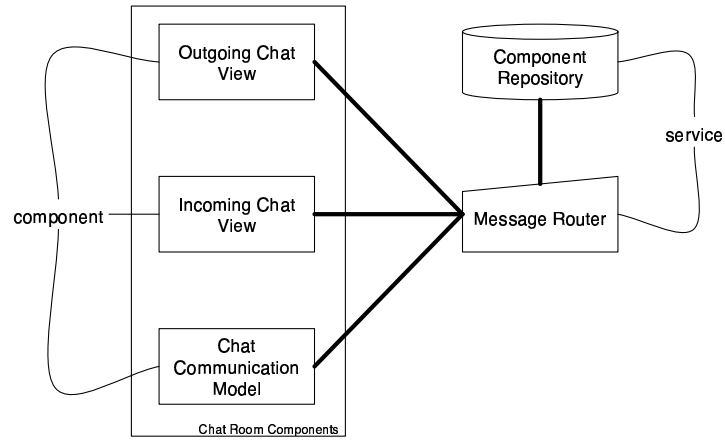 Outgoing Chat
View
Component
Repository
service
component
Incoming Chat
View
Message Router
Chat
Communication
Model
Chat Room Components